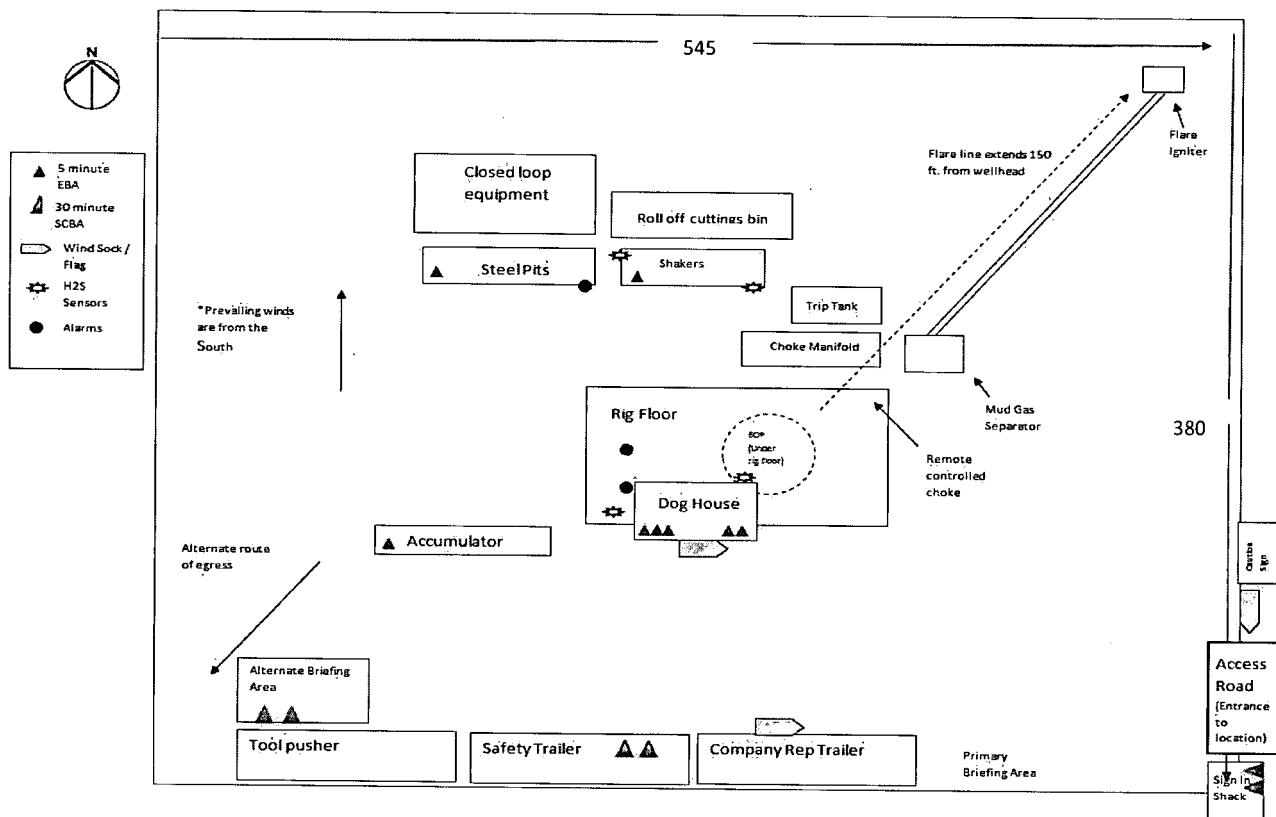 545
N
Flare
Igniter
Flare line extends 150
ft. from wellhead
5 minute
EBA
30 minute
SCBA
Wind Sock /
Flag
H2S
Sensors
Alarms
Closed loop
equipment
Roll off cuttings bin
Steel Pits
Shakers
*Prevailing winds
are from the
South
Trip Tank
Choke Manifold
Mud Gas
Separator
380
Rig Floor
BOP
(Under
rig floor)
Remote
controlled
choke
Dog House
Accumulator
Alternate route
of egress
Sign
Alternate Briefing
Area
Access
Road
(Entrance
to
location)
Tool pusher
Safety Trailer
Company Rep Trailer
Primary
Briefing Area
Sign In
Shack